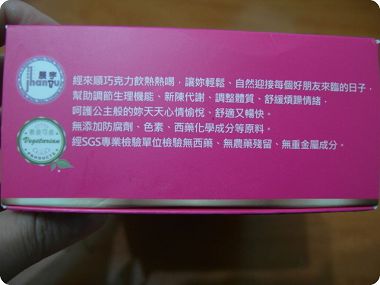 展宇
jhanyu
經來順巧克力飲熱熱喝，讓妳輕鬆、自然迎接每個好朋友來臨的日子，
幫助調節生理機能、新陳代謝、調整體質、舒緩煩躁情緒，
呵護公主般的妳天天心情愉悅，舒適又暢快。
無添加防腐劑、色素、西藥化學成分等原料。
Vegetarian
經SGS專業檢驗單位檢驗無西藥、無農藥殘留、無重金屬成分。